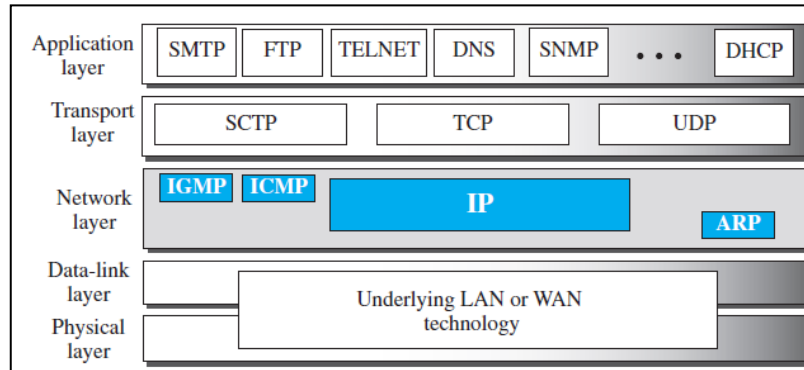 Application
layer
SMTP FTP TELNET DNS SNMP • • • DHCP
Transport
layer
SCTP TCP UDP
Network
layer
IGMP ICMP IP ARP
Data-link
layer
Physical
layer
Underlying LAN or WAN
technology